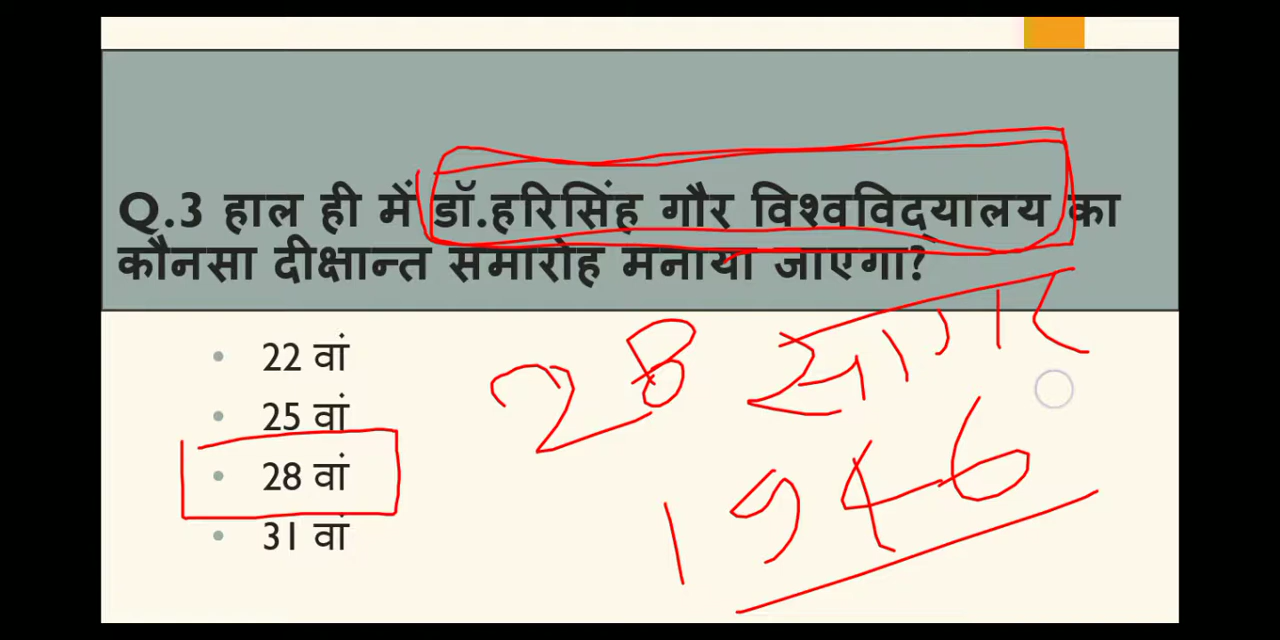 Q.3 हाल ही में डॉ.हरिसिंह गौर विश्वविद्यालय का
कौनसा दीक्षान्त समारोह मनाया जाएगा?
• 22 वां
• 25 वां
• 28 वां
• 31 वां
28 सागर
1946